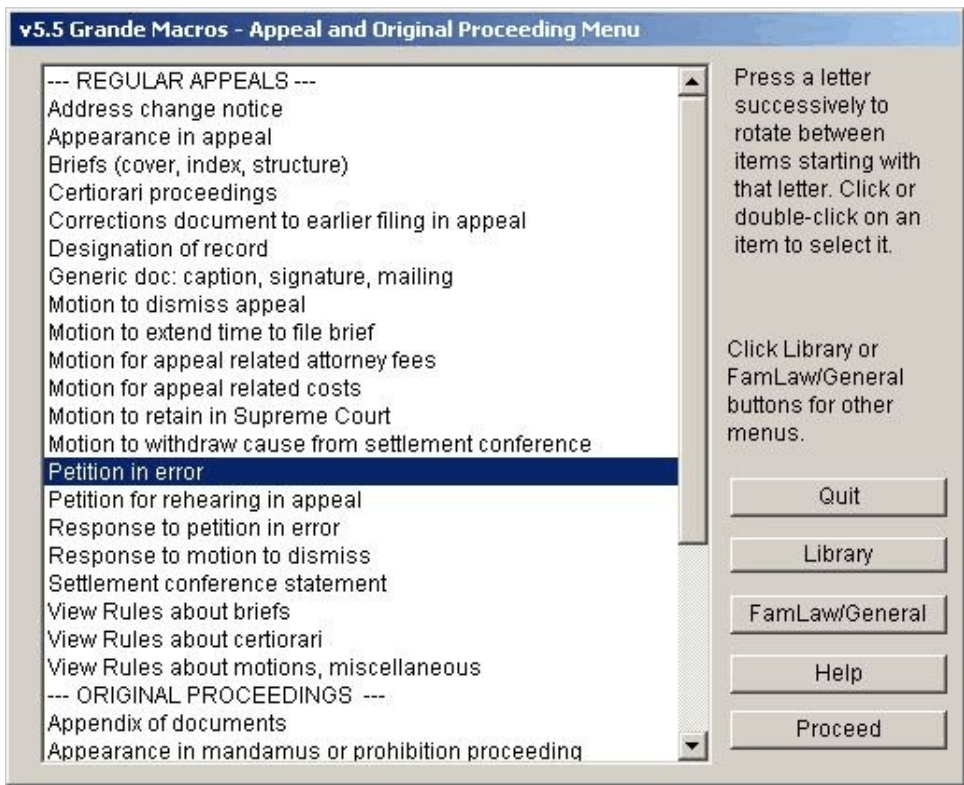 v5.5 Grande Macros - Appeal and Original Proceeding Menu
--- REGULAR APPEALS ---
Address change notice
Appearance in appeal
Briefs (cover, index, structure)
Certiorari proceedings
Corrections document to earlier filing in appeal
Designation of record
Generic doc: caption, signature, mailing
Motion to dismiss appeal
Motion to extend time to file brief
Motion for appeal related attorney fees
Motion for appeal related costs
Motion to retain in Supreme Court
Motion to withdraw cause from settlement conference
Petition in error
Petition for rehearing in appeal
Response to petition in error
Response to motion to dismiss
Settlement conference statement
View Rules about briefs
View Rules about certiorari
View Rules about motions, miscellaneous
--- ORIGINAL PROCEEDINGS ---
Appendix of documents
Appearance in mandamus or prohibition proceeding
Press a letter
successively to
rotate between
items starting with
that letter. Click or
double-click on an
item to select it.
Click Library or
FamLaw/General
buttons for other
menus.
Quit
Library
FamLaw/General
Help
Proceed